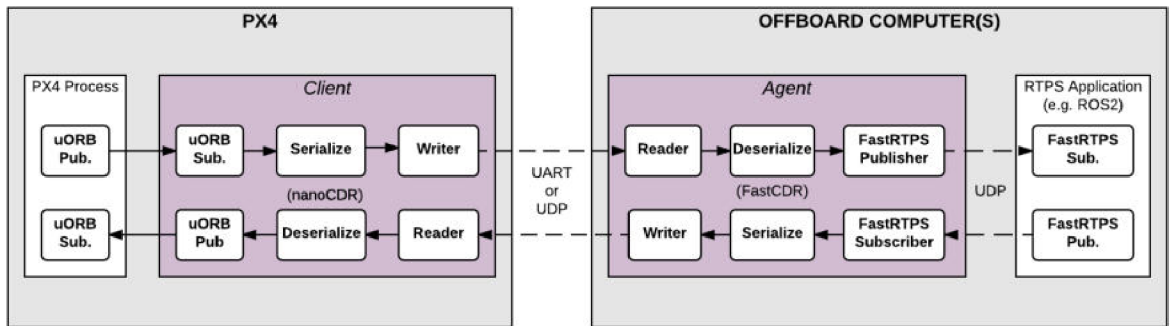 PX4
OFFBOARD COMPUTER(S)
PX4 Process
Client
Agent
RTPS Application
(e.g. ROS2)
uORB
Pub.
uORB
Sub.
Serialize
Writer
Reader
Deserialize
FastRTPS
Publisher
FastRTPS
Sub.
(nanoCDR)
UART
or
UDP
(FastCDR)
UDP
uORB
Sub.
uORB
Pub
Deserialize
Reader
Writer
Serialize
FastRTPS
Subscriber
FastRTPS
Pub.